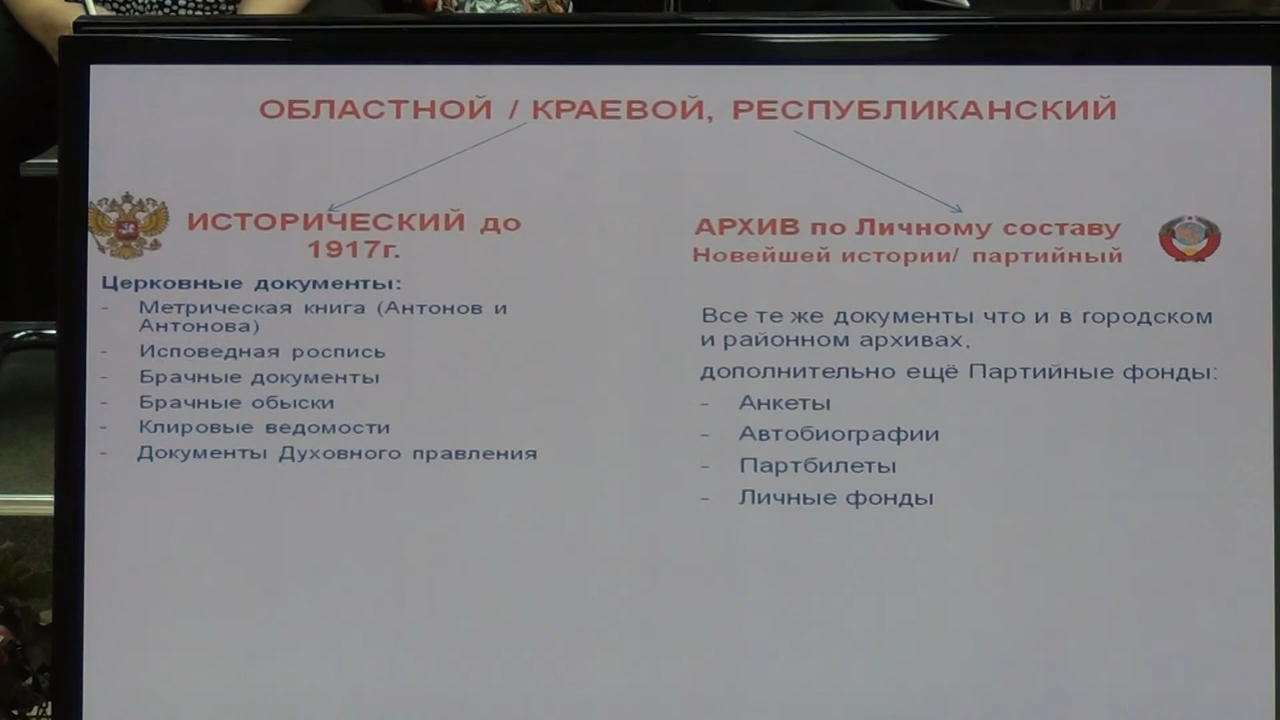 ОБЛАСТНОЙ / КРАЕВОЙ, РЕСПУБЛИКАНСКИЙ
ИСТОРИЧЕСКИЙ до
1917г.
Церковные документы:
- Метрическая книга (Антонов и
Антонова)
- Исповедная роспись
- Брачные документы
- Брачные обыски
- Клировые ведомости
- Документы Духовного правления
АРХИВ по Личному составу
Новейшей истории/ партийный
Все те же документы что и в городском
и районном архивах,
дополнительно ещё Партийные фонды:
- Анкеты
- Автобиографии
- Партбилеты
- Личные фонды